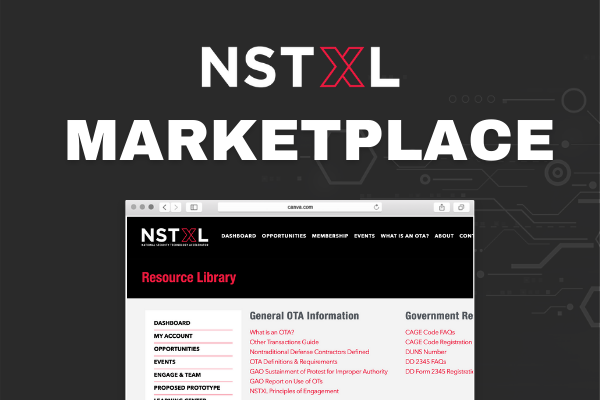 NSTXL
MARKETPLACE
canva.com
NSTXL
DASHBOARD OPPORTUNITIES MEMBERSHIP EVENTS WHAT IS AN OTA? ABOUT CONT
NATIONAL SECURITY TECHNOLOGY ACCELERATOR
Resource Library
DASHBOARD
MY ACCOUNT
OPPORTUNITIES
EVENTS
ENGAGE & TEAM
PROPOSED PROTOTYPE
LEARNING CENTER
General OTA Information
What is an OTA?
Other Transactions Guide
Nontraditional Defense Contractors Defined
OTA Definitions & Requirements
GAO Sustainment of Protest for Improper Authority
GAO Report on Use of OTs
NSTXL Principles of Engagement
Government Re
CAGE Code FAQs
CAGE Code Registration
DUNS Number
DD 2345 FAQs
DD Form 2345 Registratio